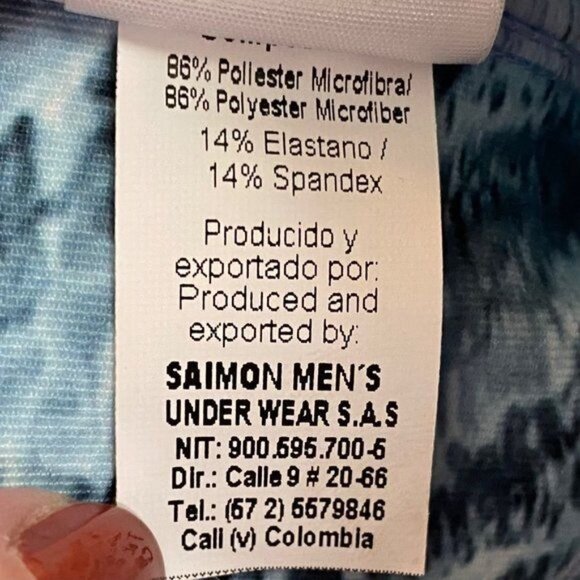 86% Poliester Microfibra/
86% Polyester Microfiber
14% Elastano /
14% Spandex
Producido y
exportado por:
Produced and
exported by:
SAIMON MEN´S
UNDER WEAR S.A.S
NIT: 900.595.700-5
Dir.: Calle 9 # 20-66
Tel.: (57 2) 5579846
Cali (v) Colombia